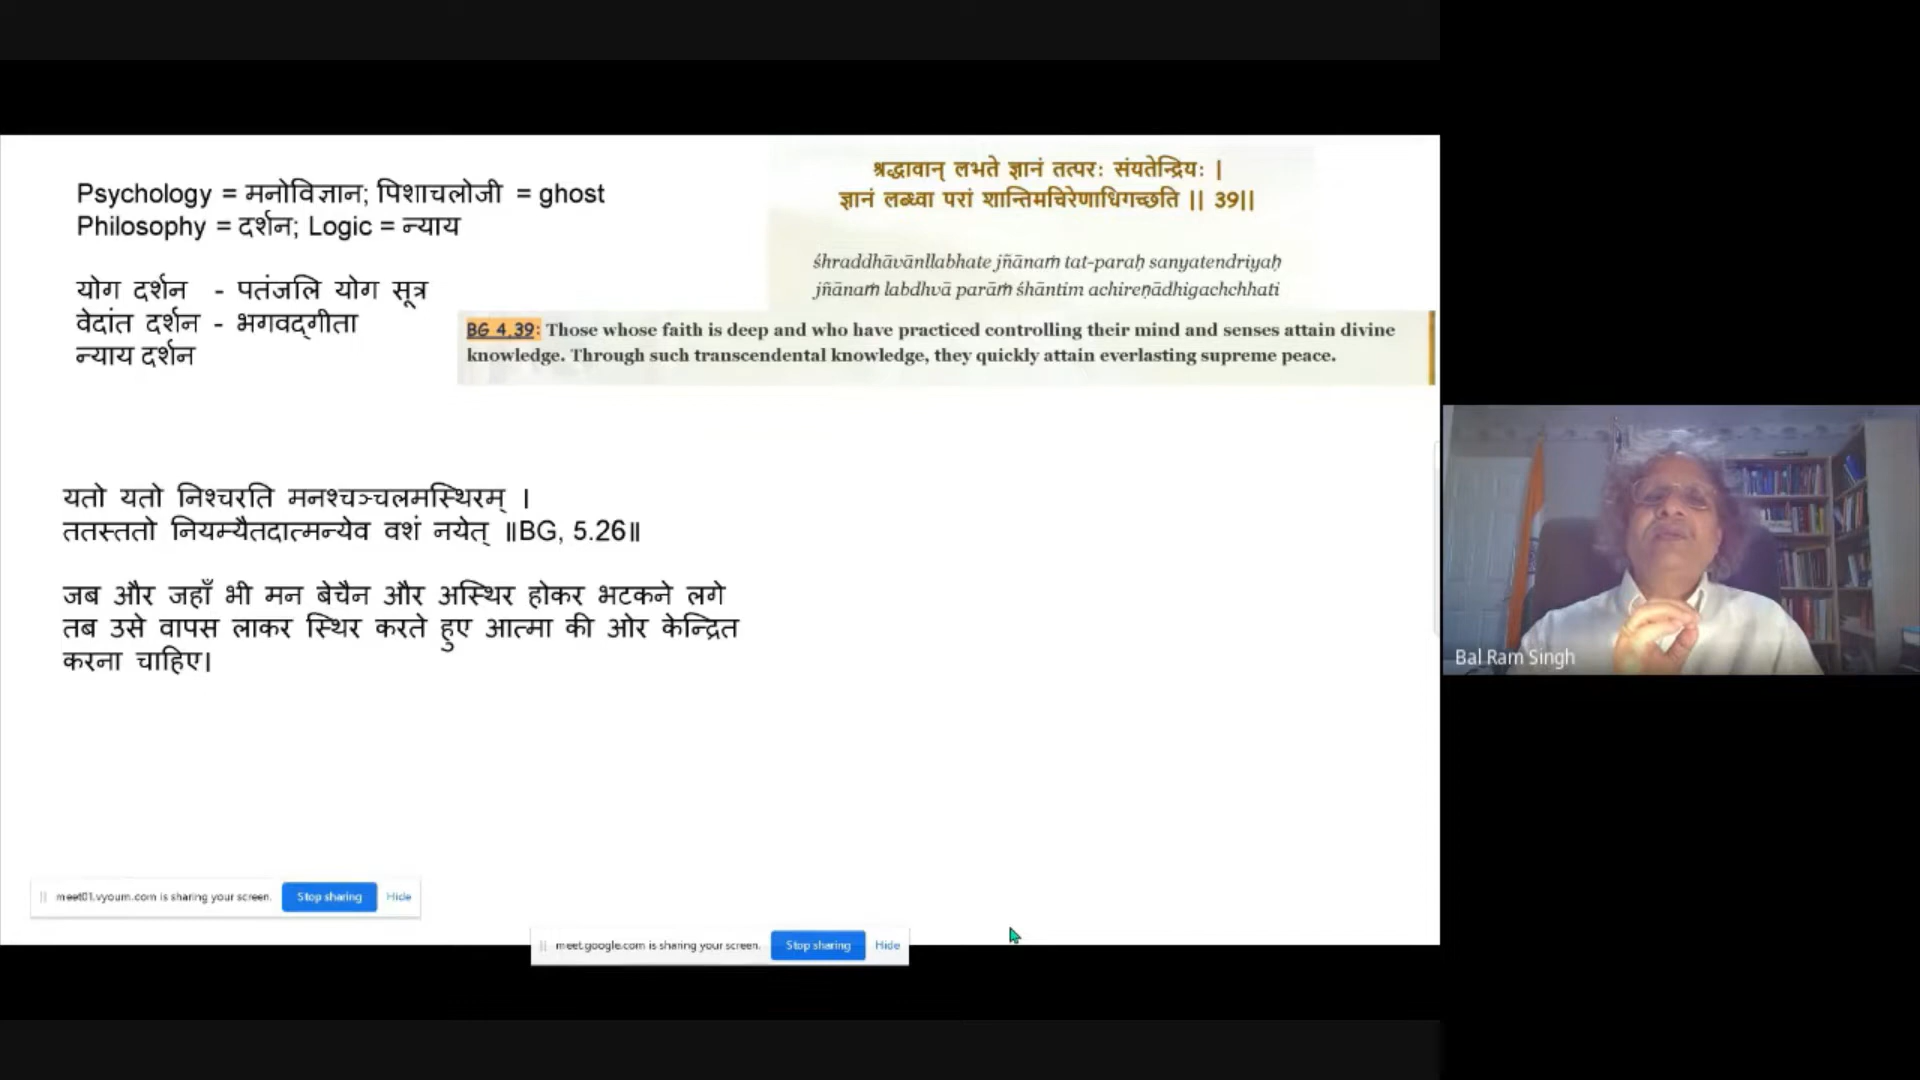 Psychology = मनोविज्ञान; पिशाचलोजी = ghost
Philosophy = दर्शन; Logic = न्याय
योग दर्शन - पतंजलि योग सूत्र
वेदांत दर्शन - भगवद्गीता
न्याय दर्शन
श्रद्धावान् लभते ज्ञानं तत्परः संयतेन्द्रियः |
ज्ञानं लब्ध्वा परां शान्तिमचिरेणाधिगच्छति || 39||
śhraddhāvānllabhate jñānaṁ tat-paraḥ sanyatendriyaḥ
jñānaṁ labdhvā parāṁ śhāntim achireṇādhigachchhati
BG 4.39: Those whose faith is deep and who have practiced controlling their mind and senses attain divine
knowledge. Through such transcendental knowledge, they quickly attain everlasting supreme peace.
यतो यतो निश्चरति मनश्चञ्चलमस्थिरम् ।
ततस्ततो नियम्यैतदात्मन्येव वशं नयेत् ॥BG, 5.26॥
जब और जहाँ भी मन बेचैन और अस्थिर होकर भटकने लगे
तब उसे वापस लाकर स्थिर करते हुए आत्मा की ओर केन्द्रित
करना चाहिए।
Bal Ram Singh
meet01.vyoum.com is sharing your screen. Stop sharing Hide
meet.google.com is sharing your screen. Stop sharing Hide